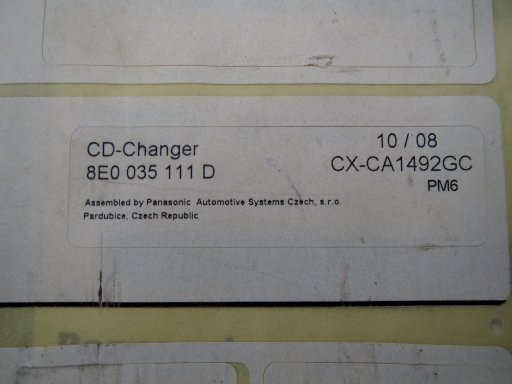 CD-Changer
8E0 035 111 D
10 / 08
CX-CA1492GC
PM6
Assembled by Panasonic Automotive Systems Czech, s.r.o.
Pardubice, Czech Republic